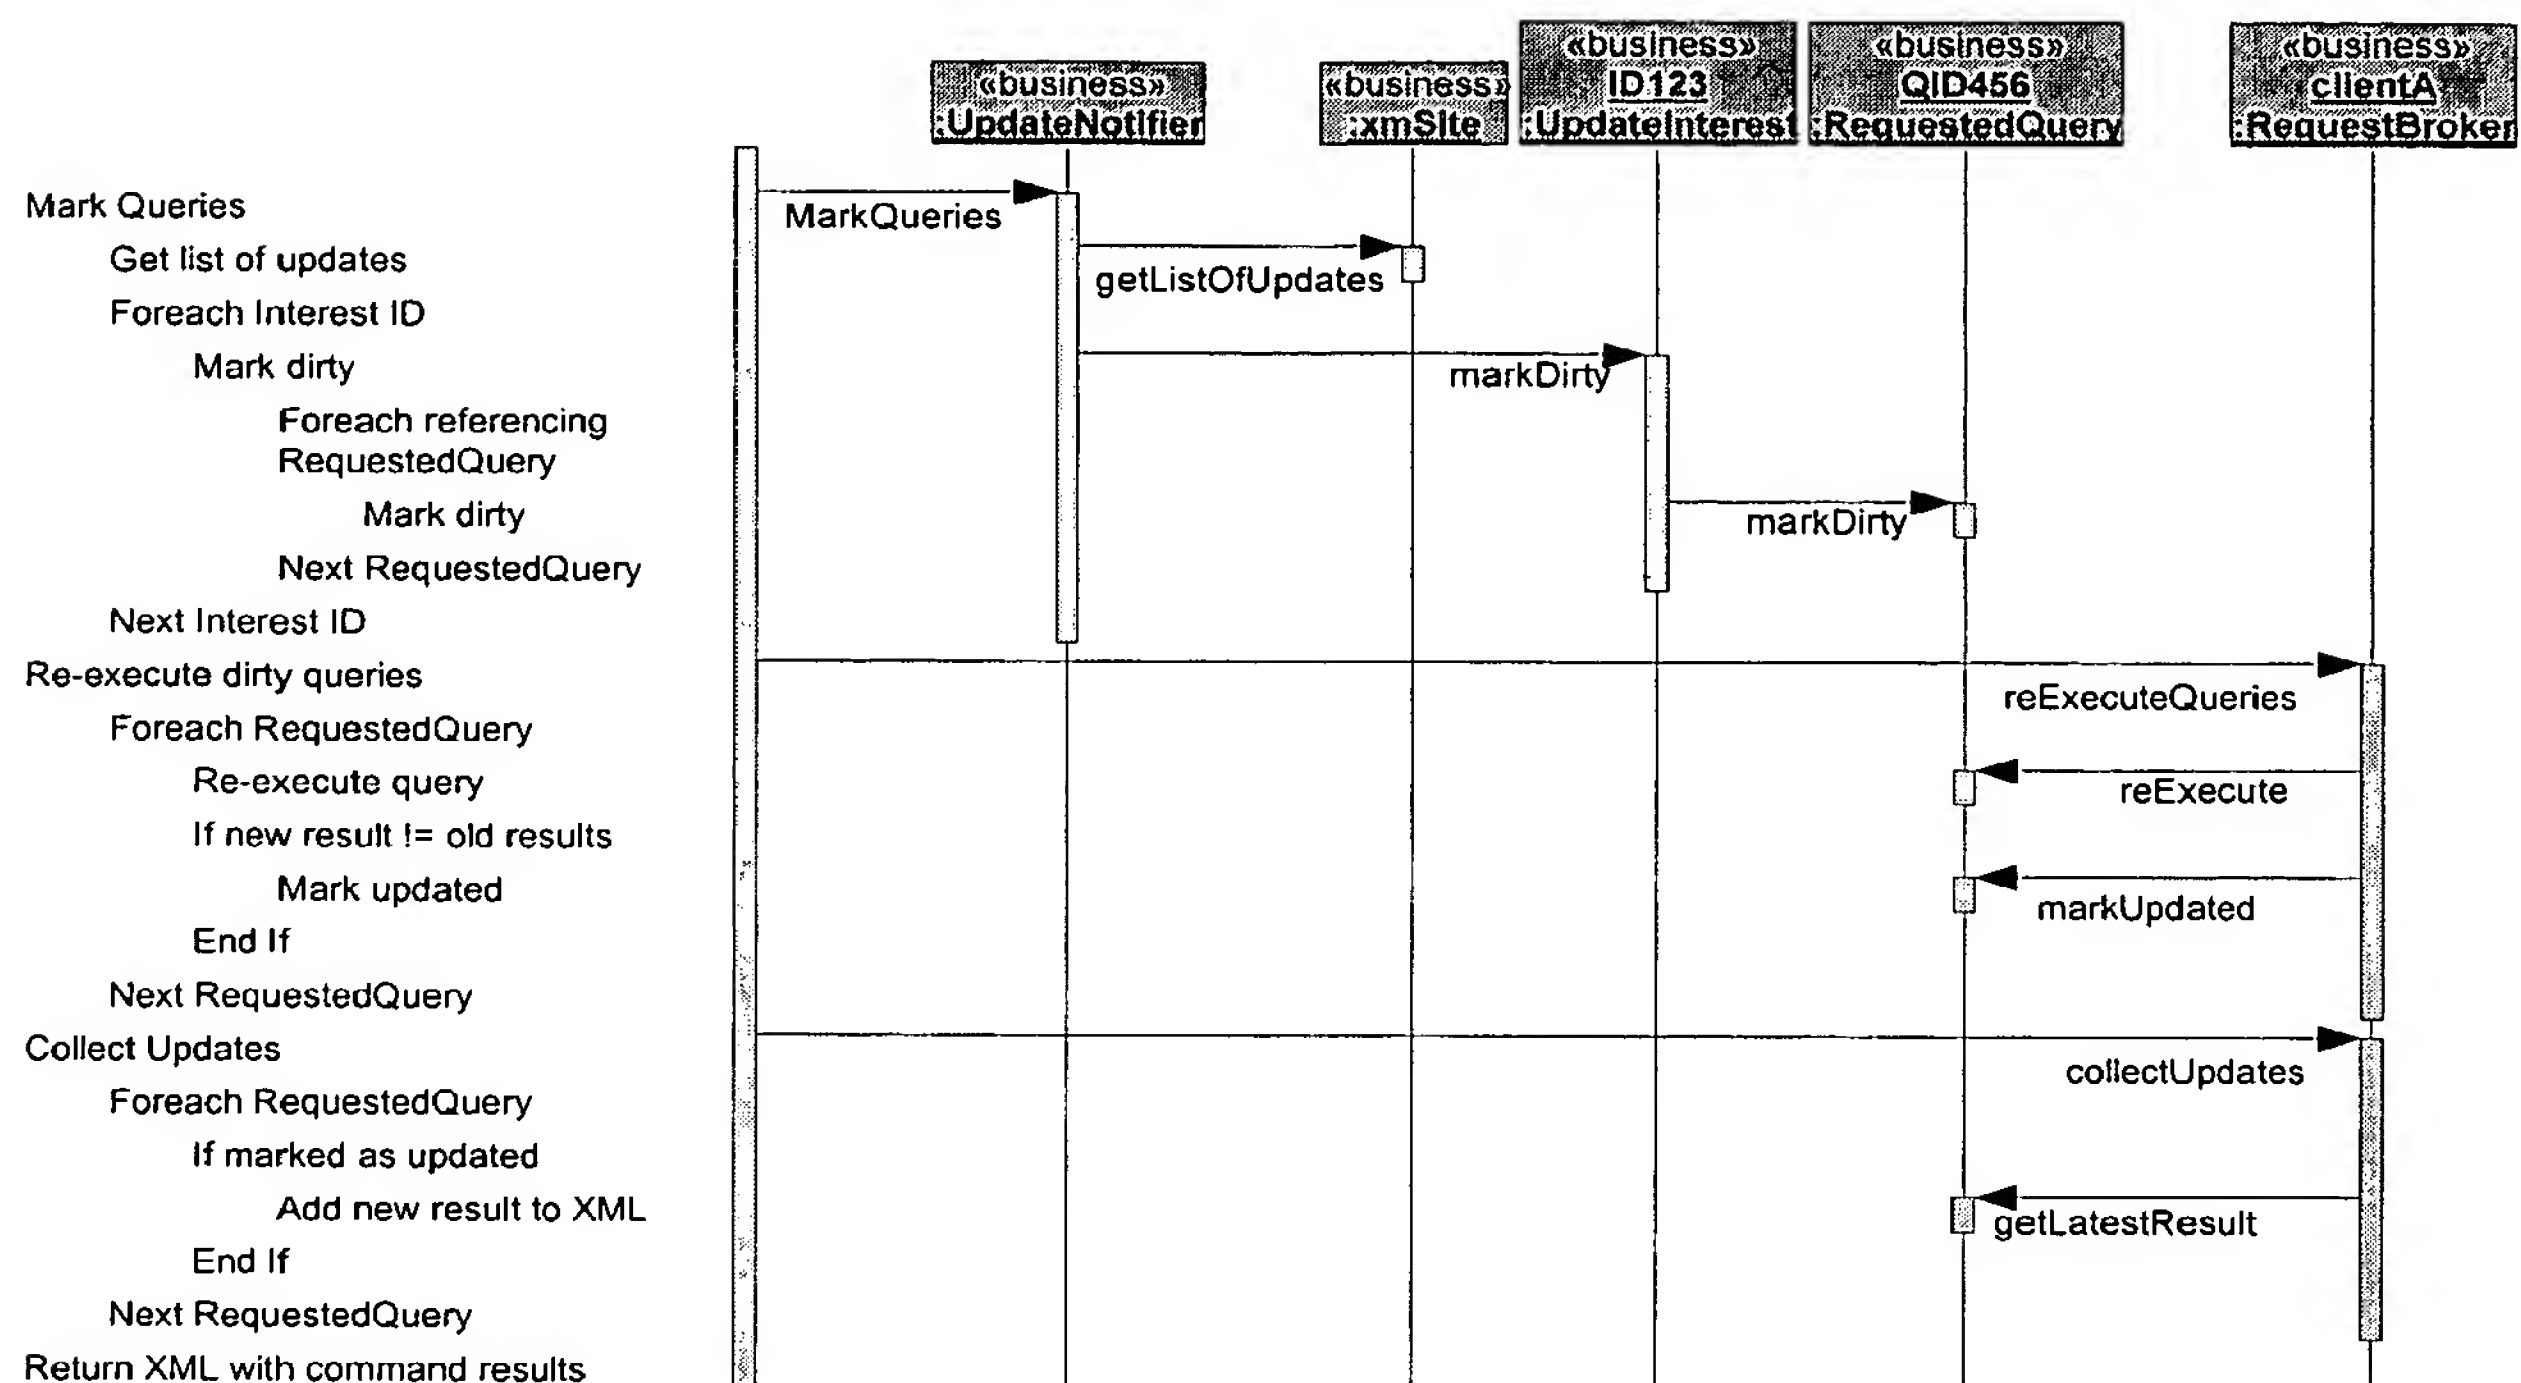 «business»
:UpdateNotifier
«business»
:xmSite
«business»
ID123
:UpdateInterest
«business»
QID456
:RequestedQuery
«business»
clientA
:RequestBroker
Mark Queries
Get list of updates
Foreach Interest ID
Mark dirty
Foreach referencing
RequestedQuery
Mark dirty
Next RequestedQuery
Next Interest ID
Re-execute dirty queries
Foreach RequestedQuery
Re-execute query
If new result != old results
Mark updated
End If
Next RequestedQuery
Collect Updates
Foreach RequestedQuery
If marked as updated
Add new result to XML
End If
Next RequestedQuery
Return XML with command results
MarkQueries
getListOfUpdates
markDirty
markDirty
reExecuteQueries
reExecute
markUpdated
collectUpdates
getLatestResult